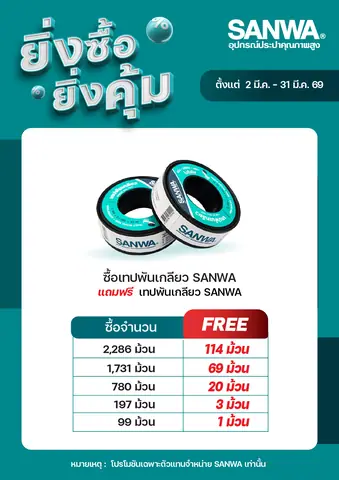 ยิ่งซื้อ
ยิ่งคุ้ม
SANWA®
อุปกรณ์ประปาคุณภาพสูง
ตั้งแต่ 2 มี.ค. - 31 มี.ค. 69
SANWA
SANWA
SANWA
ซื้อเทปพันเกลียว SANWA
แถมฟรี เทปพันเกลียว SANWA
ซื้อจำนวน FREE
2,286 ม้วน 114 ม้วน
1,731 ม้วน 69 ม้วน
780 ม้วน 20 ม้วน
197 ม้วน 3 ม้วน
99 ม้วน 1 ม้วน
หมายเหตุ : โปรโมชันเฉพาะตัวแทนจำหน่าย SANWA เท่านั้น